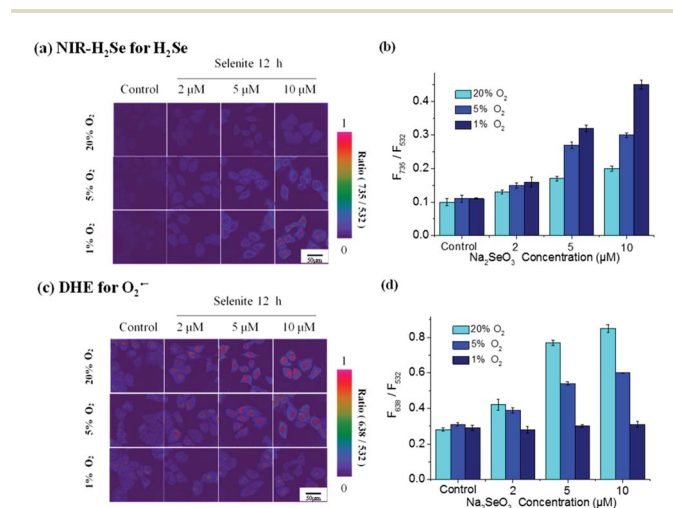 (a) NIR-H₂Se for H₂Se
Selenite 12 h
Control 2 μM 5 μM 10 μM
20% O₂
5% O₂
1% O₂
50μm
1
0
Ratio ( 735 / 532 )
(b)
20% O₂
5% O₂
1% O₂
F₇₃₅ / F₅₃₂
0.4
0.3
0.2
0.1
0.0
Control 2 5 10
Na₂SeO₃ Concentration (μM)
(c) DHE for O₂˙⁻
Selenite 12 h
Control 2 μM 5 μM 10 μM
20% O₂
5% O₂
1% O₂
50μm
1
0
Ratio ( 638 / 532 )
(d)
20% O₂
5% O₂
1% O₂
F₆₃₈ / F₅₃₂
0.8
0.6
0.4
0.2
0.0
Control 2 5 10
Na₂SeO₃ Concentration (μM)